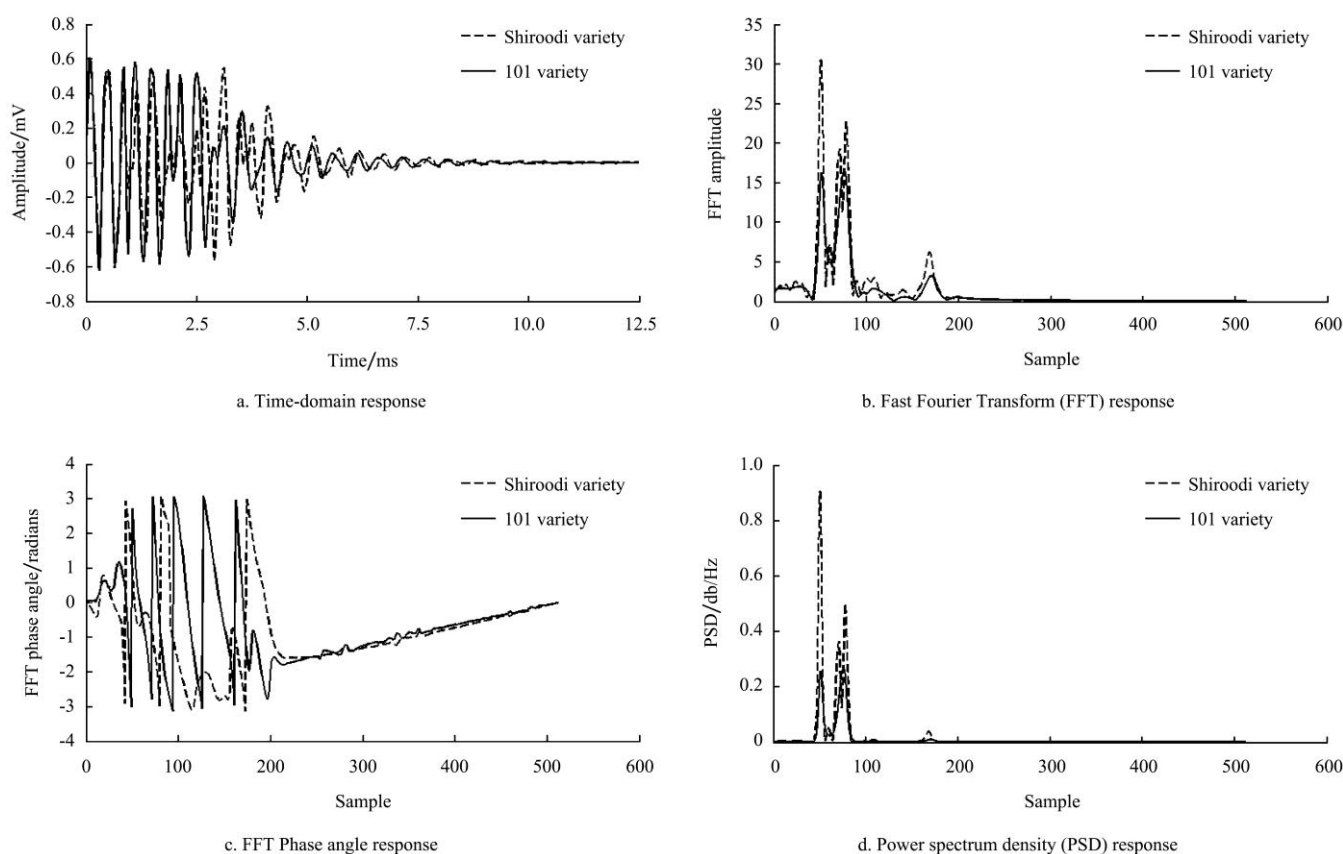 0.8
0.6
0.4
0.2
0
-0.2
-0.4
-0.6
-0.8
Amplitude/mV
0
2.5
5.0
7.5
10.0
12.5
Time/ms
Shiroodi variety
101 variety
a. Time-domain response
35
30
25
20
15
10
5
0
FFT amplitude
0
100
200
300
400
500
600
Sample
Shiroodi variety
101 variety
b. Fast Fourier Transform (FFT) response
4
3
2
1
0
-1
-2
-3
-4
FFT phase angle/radians
0
100
200
300
400
500
600
Sample
Shiroodi variety
101 variety
c. FFT Phase angle response
1.0
0.8
0.6
0.4
0.2
0
PSD/db/Hz
0
100
200
300
400
500
600
Sample
Shiroodi variety
101 variety
d. Power spectrum density (PSD) response